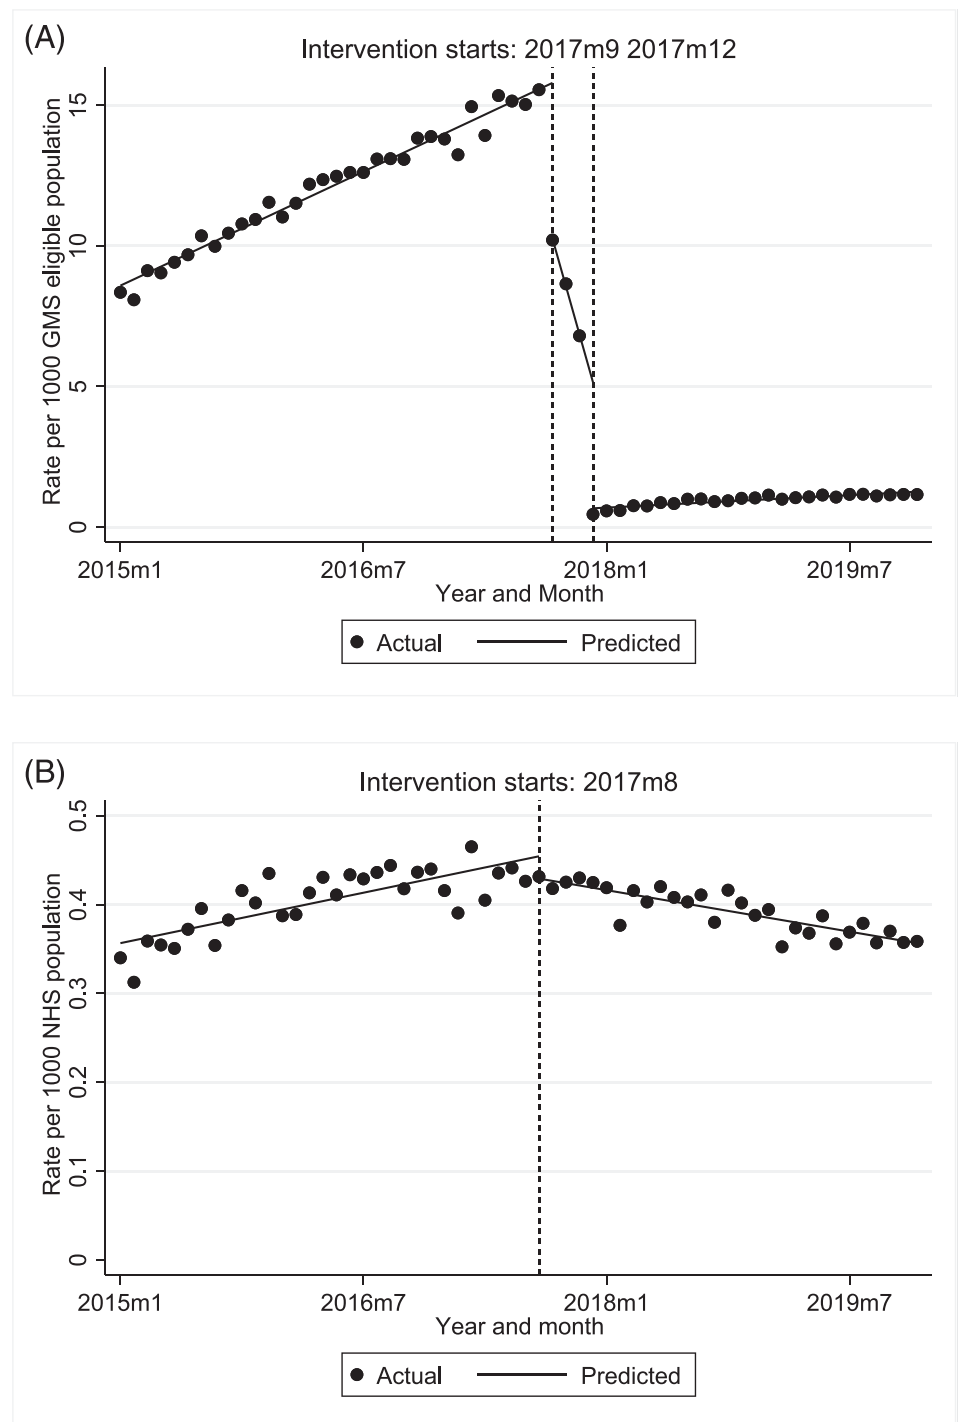 (A)
Intervention starts: 2017m9 2017m12
Rate per 1000 GMS eligible population
15
10
5
0
2015m1 2016m7 2018m1 2019m7
Year and Month
Actual Predicted
(B)
Intervention starts: 2017m8
Rate per 1000 NHS population
0.5
0.4
0.3
0.2
0.1
0
2015m1 2016m7 2018m1 2019m7
Year and month
Actual Predicted